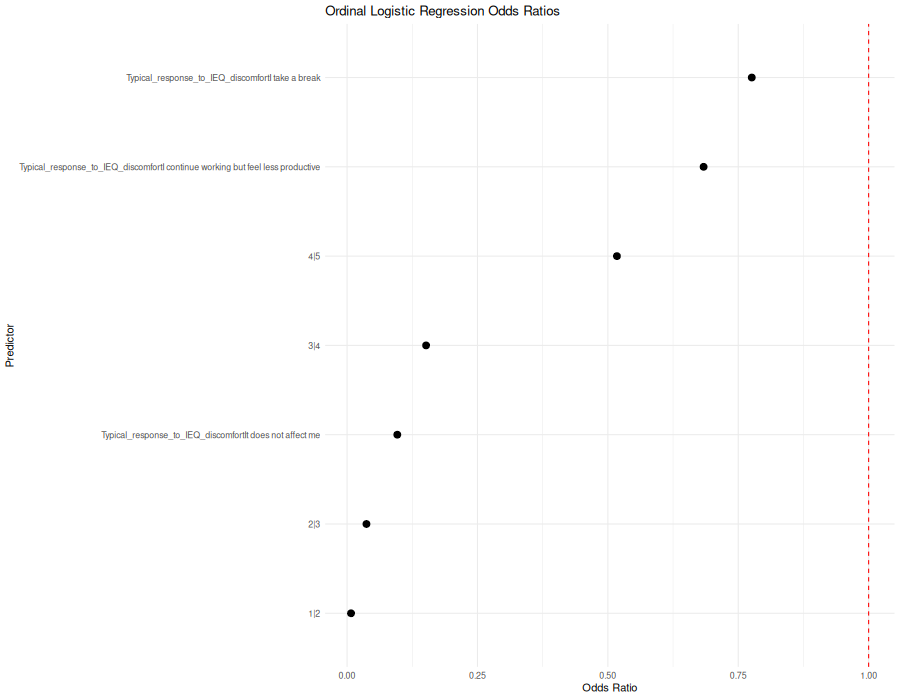 Ordinal Logistic Regression Odds Ratios
Typical_response_to_IEQ_discomfortI take a break
Typical_response_to_IEQ_discomfortI continue working but feel less productive
4|5
3|4
Typical_response_to_IEQ_discomfortIt does not affect me
2|3
1|2
Predictor
0.00 0.25 0.50 0.75 1.00
Odds Ratio